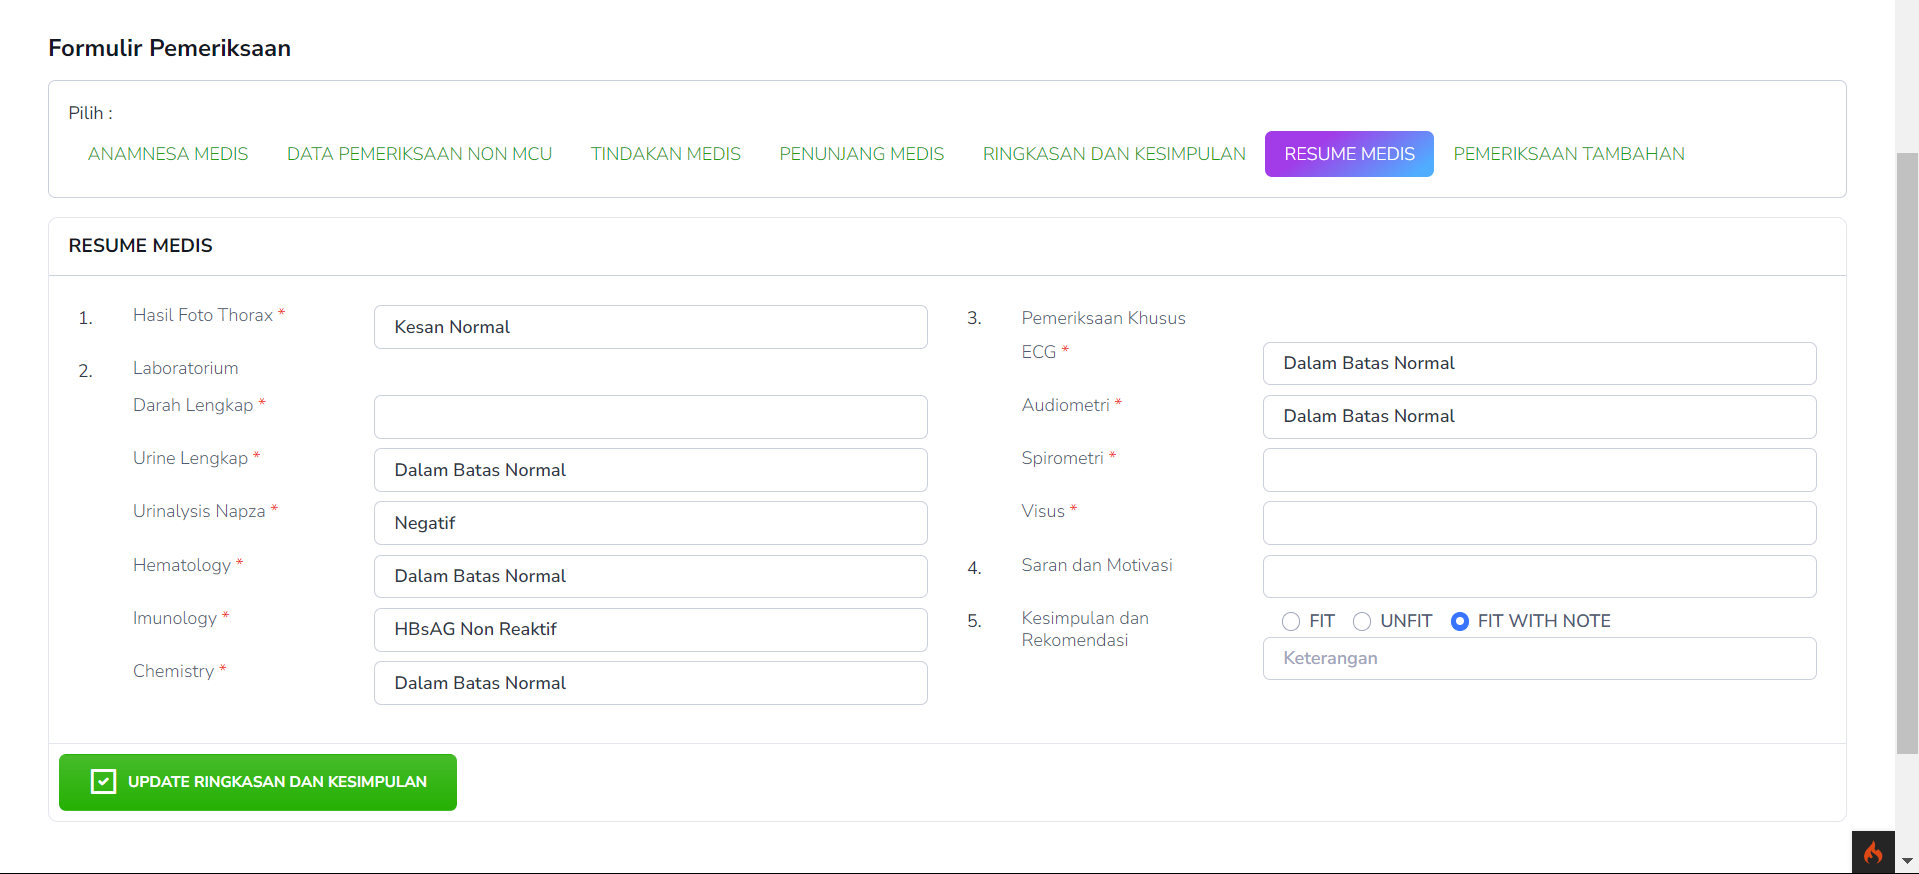 Formulir Pemeriksaan
Pilih :
ANAMNESA MEDIS DATA PEMERIKSAAN NON MCU TINDAKAN MEDIS PENUNJANG MEDIS RINGKASAN DAN KESIMPULAN RESUME MEDIS PEMERIKSAAN TAMBAHAN
RESUME MEDIS
1. Hasil Foto Thorax * Kesan Normal
2. Laboratorium
Darah Lengkap *
Urine Lengkap * Dalam Batas Normal
Urinalysis Napza * Negatif
Hematology * Dalam Batas Normal
Imunology * HBsAG Non Reaktif
Chemistry * Dalam Batas Normal
3. Pemeriksaan Khusus
ECG * Dalam Batas Normal
Audiometri * Dalam Batas Normal
Spirometri *
Visus *
4. Saran dan Motivasi
5. Kesimpulan dan
Rekomendasi
FIT UNFIT FIT WITH NOTE
Keterangan
UPDATE RINGKASAN DAN KESIMPULAN